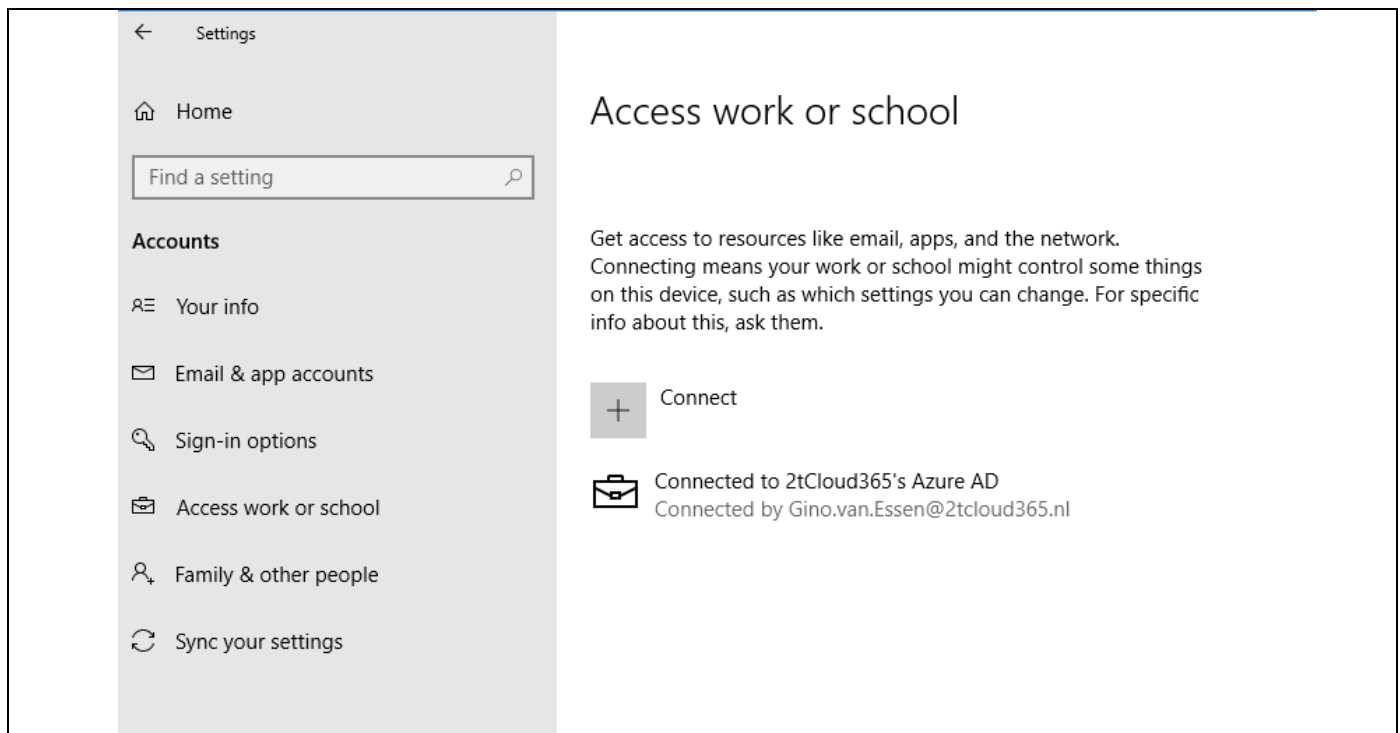 Settings
Home
Find a setting
Accounts
Your info
Email & app accounts
Sign-in options
Access work or school
Family & other people
Sync your settings
Access work or school
Get access to resources like email, apps, and the network.
Connecting means your work or school might control some things
on this device, such as which settings you can change. For specific
info about this, ask them.
Connect
Connected to 2tCloud365's Azure AD
Connected by Gino.van.Essen@2tcloud365.nl